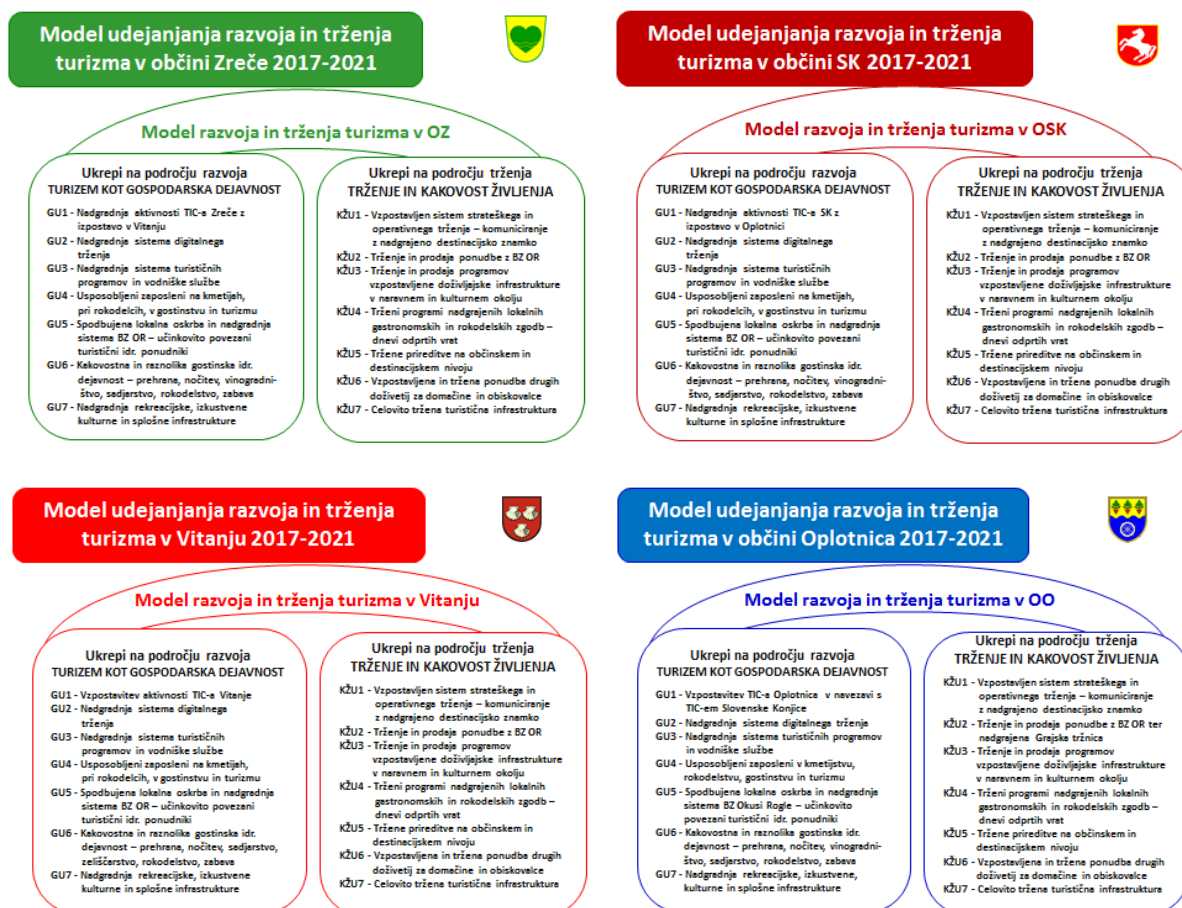 Model udejanjanja razvoja in trženja
turizma v občini Zreče 2017-2021
Model razvoja in trženja turizma v OZ
Ukrepi na področju razvoja
TURIZEM KOT GOSPODARSKA DEJAVNOST
GU1 - Nadgradnja aktivnosti TIC-a Zreče z
izpostavo v Vitanju
GU2 - Nadgradnja sistema digitalnega
trženja
GU3 - Nadgradnja sistema turističnih
programov in vodniške službe
GU4 - Usposobljeni zaposleni na kmetijah,
pri rokodelcih, v gostinstvu in turizmu
GU5 - Spodbujena lokalna oskrba in nadgradnja
sistema BZ OR – učinkovito povezani
turistični idr. ponudniki
GU6 - Kakovostna in raznolika gostinska idr.
dejavnost – prehrana, nočitev, vinogradni-
štvo, sadjarstvo, rokodelstvo, zabava
GU7 - Nadgradnja rekreacijske, izkustvene
kulturne in splošne infrastrukture
Ukrepi na področju trženja
TRŽENJE IN KAKOVOST ŽIVLJENJA
KŽU1 - Vzpostavljen sistem strateškega in
operativnega trženja – komuniciranje
z nadgrajeno destinacijsko znamko
KŽU2 - Trženje in prodaja ponudbe z BZ OR
KŽU3 - Trženje in prodaja programov
vzpostavljene doživljajske infrastrukture
v naravnem in kulturnem okolju
KŽU4 - Trženi programi nadgrajenih lokalnih
gastronomskih in rokodelskih zgodb –
dnevi odprtih vrat
KŽU5 - Tržene prireditve na občinskem in
destinacijskem nivoju
KŽU6 - Vzpostavljena in tržena ponudba drugih
doživetij za domačine in obiskovalce
KŽU7 - Celovito tržena turistična infrastruktura
Model udejanjanja razvoja in trženja
turizma v občini SK 2017-2021
Model razvoja in trženja turizma v OSK
Ukrepi na področju razvoja
TURIZEM KOT GOSPODARSKA DEJAVNOST
GU1 - Nadgradnja aktivnosti TIC-a SK z
izpostavo v Oplotnici
GU2 - Nadgradnja sistema digitalnega
trženja
GU3 - Nadgradnja sistema turističnih
programov in vodniške službe
GU4 - Usposobljeni zaposleni na kmetijah,
pri rokodelcih, v gostinstvu in turizmu
GU5 - Spodbujena lokalna oskrba in nadgradnja
sistema BZ OR – učinkovito povezani
turistični idr. ponudniki
GU6 - Kakovostna in raznolika gostinska idr.
dejavnost – prehrana, nočitev, vinogradni-
štvo, sadjarstvo, rokodelstvo, zabava
GU7 - Nadgradnja rekreacijske, izkustvene
kulturne in splošne infrastrukture
Ukrepi na področju trženja
TRŽENJE IN KAKOVOST ŽIVLJENJA
KŽU1 - Vzpostavljen sistem strateškega in
operativnega trženja – komuniciranje
z nadgrajeno destinacijsko znamko
KŽU2 - Trženje in prodaja ponudbe z BZ OR
KŽU3 - Trženje in prodaja programov
vzpostavljene doživljajske infrastrukture
v naravnem in kulturnem okolju
KŽU4 - Trženi programi nadgrajenih lokalnih
gastronomskih in rokodelskih zgodb –
dnevi odprtih vrat
KŽU5 - Tržene prireditve na občinskem in
destinacijskem nivoju
KŽU6 - Vzpostavljena in tržena ponudba drugih
doživetij za domačine in obiskovalce
KŽU7 - Celovito tržena turistična infrastruktura
Model udejanjanja razvoja in trženja
turizma v Vitanju 2017-2021
Model razvoja in trženja turizma v Vitanju
Ukrepi na področju razvoja
TURIZEM KOT GOSPODARSKA DEJAVNOST
GU1 - Vzpostavitev aktivnosti TIC-a Vitanje
GU2 - Nadgradnja sistema digitalnega
trženja
GU3 - Nadgradnja sistema turističnih
programov in vodniške službe
GU4 - Usposobljeni zaposleni na kmetijah,
pri rokodelcih, v gostinstvu in turizmu
GU5 - Spodbujena lokalna oskrba in nadgradnja
sistema BZ OR – učinkovito povezani
turistični idr. ponudniki
GU6 - Kakovostna in raznolika gostinska idr.
dejavnost – prehrana, nočitev, sadjarstvo,
zeliščarstvo, rokodelstvo, zabava
GU7 - Nadgradnja rekreacijske, izkustvene
kulturne in splošne infrastrukture
Ukrepi na področju trženja
TRŽENJE IN KAKOVOST ŽIVLJENJA
KŽU1 - Vzpostavljen sistem strateškega in
operativnega trženja – komuniciranje
z nadgrajeno destinacijsko znamko
KŽU2 - Trženje in prodaja ponudbe z BZ OR
KŽU3 - Trženje in prodaja programov
vzpostavljene doživljajske infrastrukture
v naravnem in kulturnem okolju
KŽU4 - Trženi programi nadgrajenih lokalnih
gastronomskih in rokodelskih zgodb –
dnevi odprtih vrat
KŽU5 - Tržene prireditve na občinskem in
destinacijskem nivoju
KŽU6 - Vzpostavljena in tržena ponudba drugih
doživetij za domačine in obiskovalce
KŽU7 - Celovito tržena turistična infrastruktura
Model udejanjanja razvoja in trženja
turizma v občini Oplotnica 2017-2021
Model razvoja in trženja turizma v OO
Ukrepi na področju razvoja
TURIZEM KOT GOSPODARSKA DEJAVNOST
GU1 - Vzpostavitev TIC-a Oplotnica v navezavi s
TIC-em Slovenske Konjice
GU2 - Nadgradnja sistema digitalnega trženja
GU3 - Nadgradnja sistema turističnih programov
in vodniške službe
GU4 - Usposobljeni zaposleni v kmetijstvu,
rokodelstvu, gostinstvu in turizmu
GU5 - Spodbujena lokalna oskrba in nadgradnja
sistema BZ Okusi Rogle – učinkovito
povezani turistični idr. ponudniki
GU6 - Kakovostna in raznolika gostinska idr.
dejavnost – prehrana, nočitev, vinogradni-
štvo, sadjarstvo, rokodelstvo, zabava
GU7 - Nadgradnja rekreacijske, izkustvene,
kulturne in splošne infrastrukture
Ukrepi na področju trženja
TRŽENJE IN KAKOVOST ŽIVLJENJA
KŽU1 - Vzpostavljen sistem strateškega in
operativnega trženja – komuniciranje
z nadgrajeno destinacijsko znamko
KŽU2 - Trženje in prodaja ponudbe z BZ OR ter
nadgrajena Grajska tržnica
KŽU3 - Trženje in prodaja programov
vzpostavljene doživljajske infrastrukture
v naravnem in kulturnem okolju
KŽU4 - Trženi programi nadgrajenih lokalnih
gastronomskih in rokodelskih zgodb –
dnevi odprtih vrat
KŽU5 - Tržene prireditve na občinskem in
destinacijskem nivoju
KŽU6 - Vzpostavljena in tržena ponudba drugih
doživetij za domačine in obiskovalce
KŽU7 - Celovito tržena turistična infrastruktura